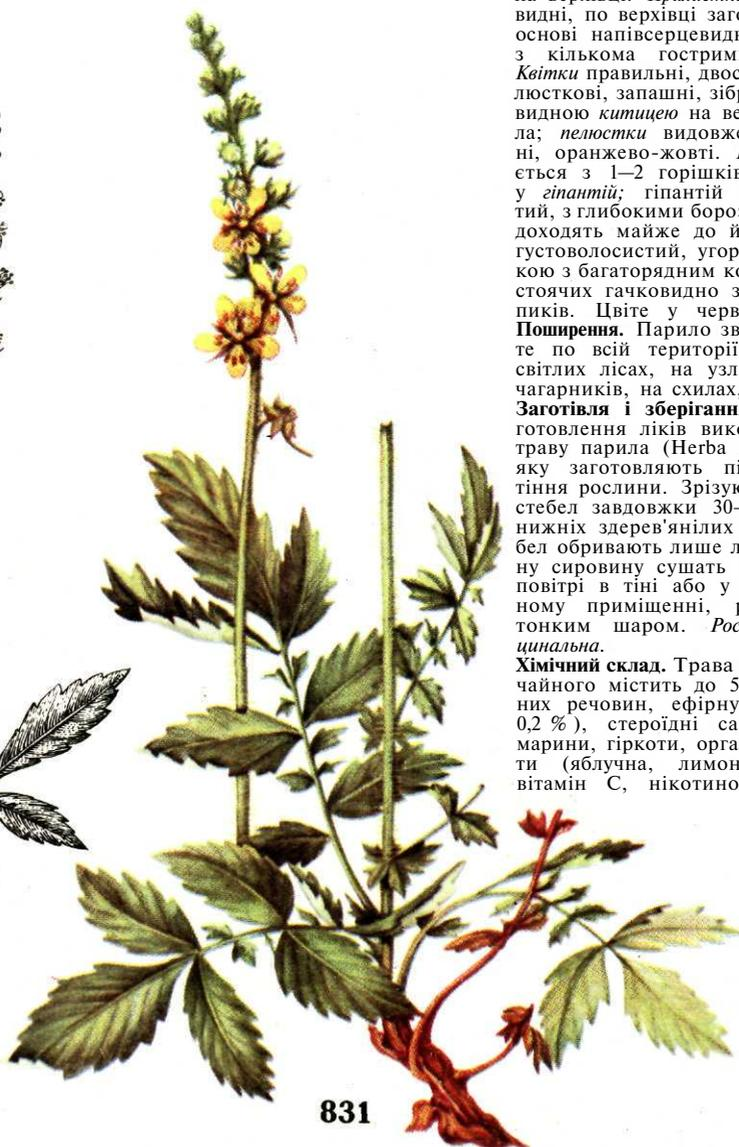 видні, по верхівці заго
основі напівсерцевидн
з кількома гострим
Квітки правильні, двос
люсткові, запашні, зібр
видною китицею на ве
ла; пелюстки видовже
ні, оранжево-жовті.
ється з 1—2 горішків
у гіпантій; гіпантій
тий, з глибокими бороз
доходять майже до й
густоволосистий, угор
кою з багаторядним ко
стоячих гачковидно з
пиків. Цвіте у черв
Поширення. Парило зв
те по всій території
світлих лісах, на узл
чагарників, на схилах,
Заготівля і зберіганн
готовлення ліків вико
траву парила (Herba
яку заготовляють пі
тіння рослини. Зрізую
стебел завдовжки 30-
нижніх здерев'янілих
бел обривають лише л
ну сировину сушать
повітрі в тіні або у
ному приміщенні, р
тонким шаром. Рос
цинальна.
Хімічний склад. Трава
чайного містить до 5
них речовин, ефірну
0,2 % ), стероїдні са
марини, гіркоти, орга
ти (яблучна, лимон
вітамін С, нікотино
831